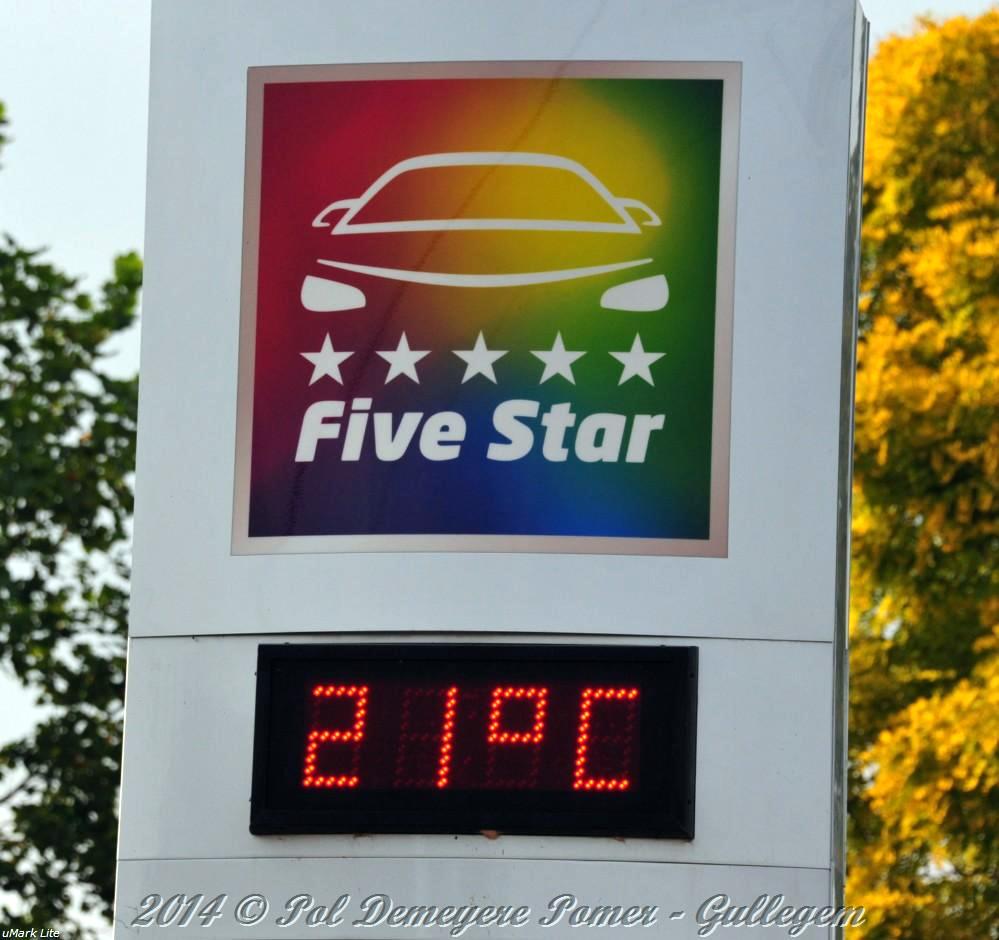 Five Star
21°C
2014 © Pol Demeyere Pomer - Gullegem
uMark Lite